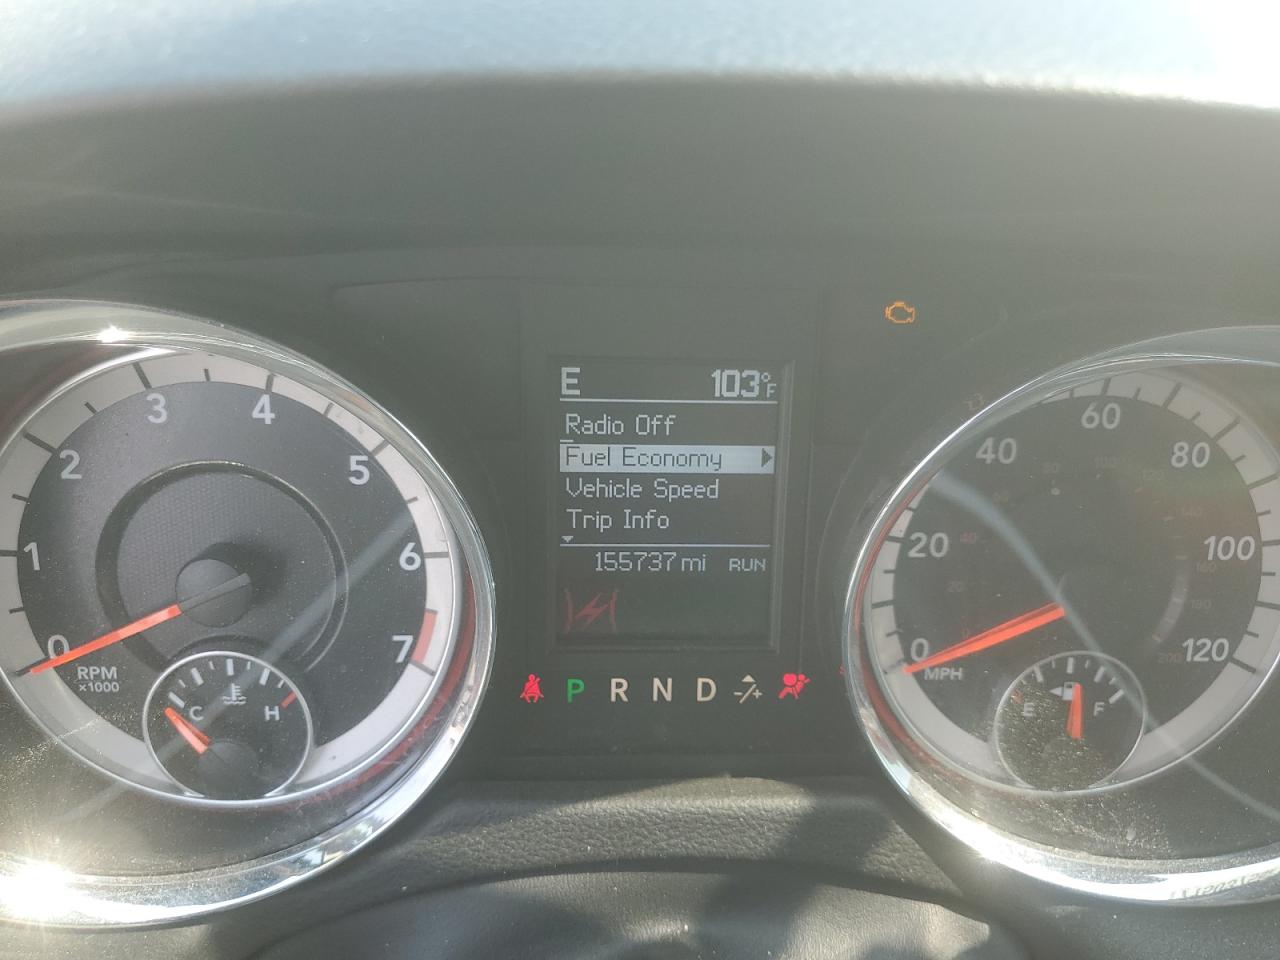 E 103°F
Radio Off
Fuel Economy
Vehicle Speed
Trip Info
155737 mi RUN
P R N D -/+
0 1 2 3 4 5 6 7
RPM
x1000
C H
0 20 40 60 80 100 120
MPH
E F